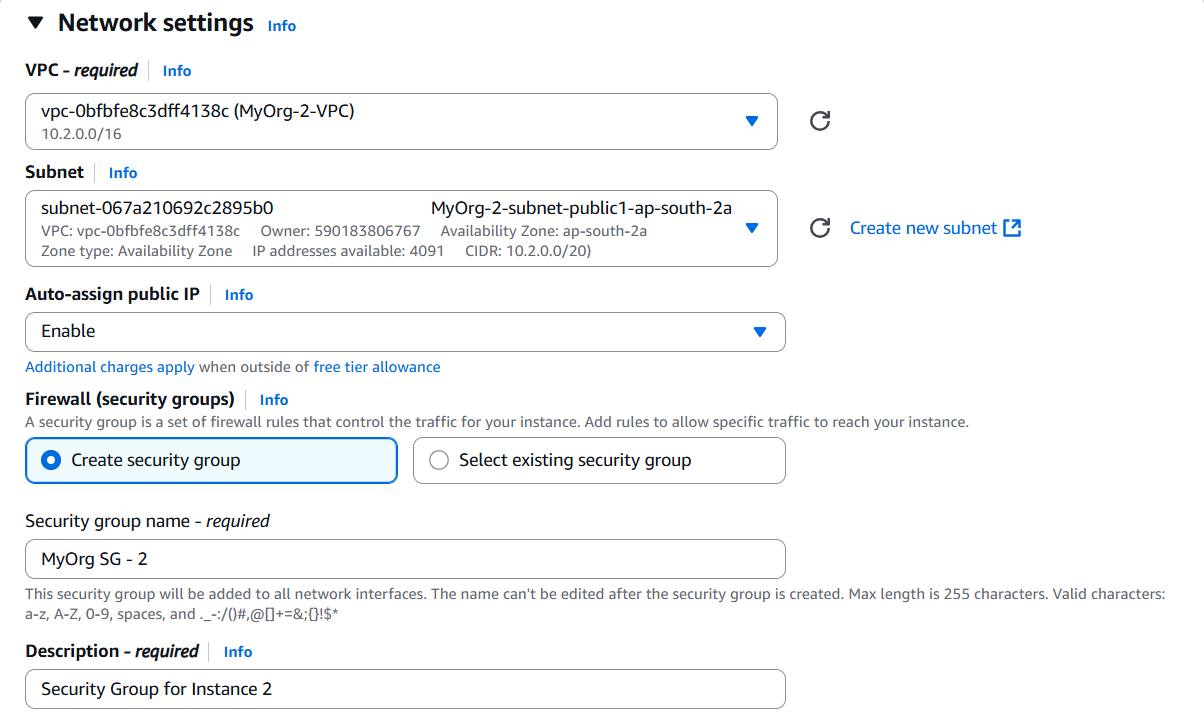 Network settings Info
VPC - required Info
vpc-0bfbfe8c3dff4138c (MyOrg-2-VPC)
10.2.0.0/16
Subnet Info
subnet-067a210692c2895b0 MyOrg-2-subnet-public1-ap-south-2a
VPC: vpc-0bfbfe8c3dff4138c Owner: 590183806767 Availability Zone: ap-south-2a
Zone type: Availability Zone IP addresses available: 4091 CIDR: 10.2.0.0/20)
Create new subnet
Auto-assign public IP Info
Enable
Additional charges apply when outside of free tier allowance
Firewall (security groups) Info
A security group is a set of firewall rules that control the traffic for your instance. Add rules to allow specific traffic to reach your instance.
Create security group Select existing security group
Security group name - required
MyOrg SG - 2
This security group will be added to all network interfaces. The name can't be edited after the security group is created. Max length is 255 characters. Valid characters:
a-z, A-Z, 0-9, spaces, and ._-:/()#,@[]+=&;{}!$*
Description - required Info
Security Group for Instance 2